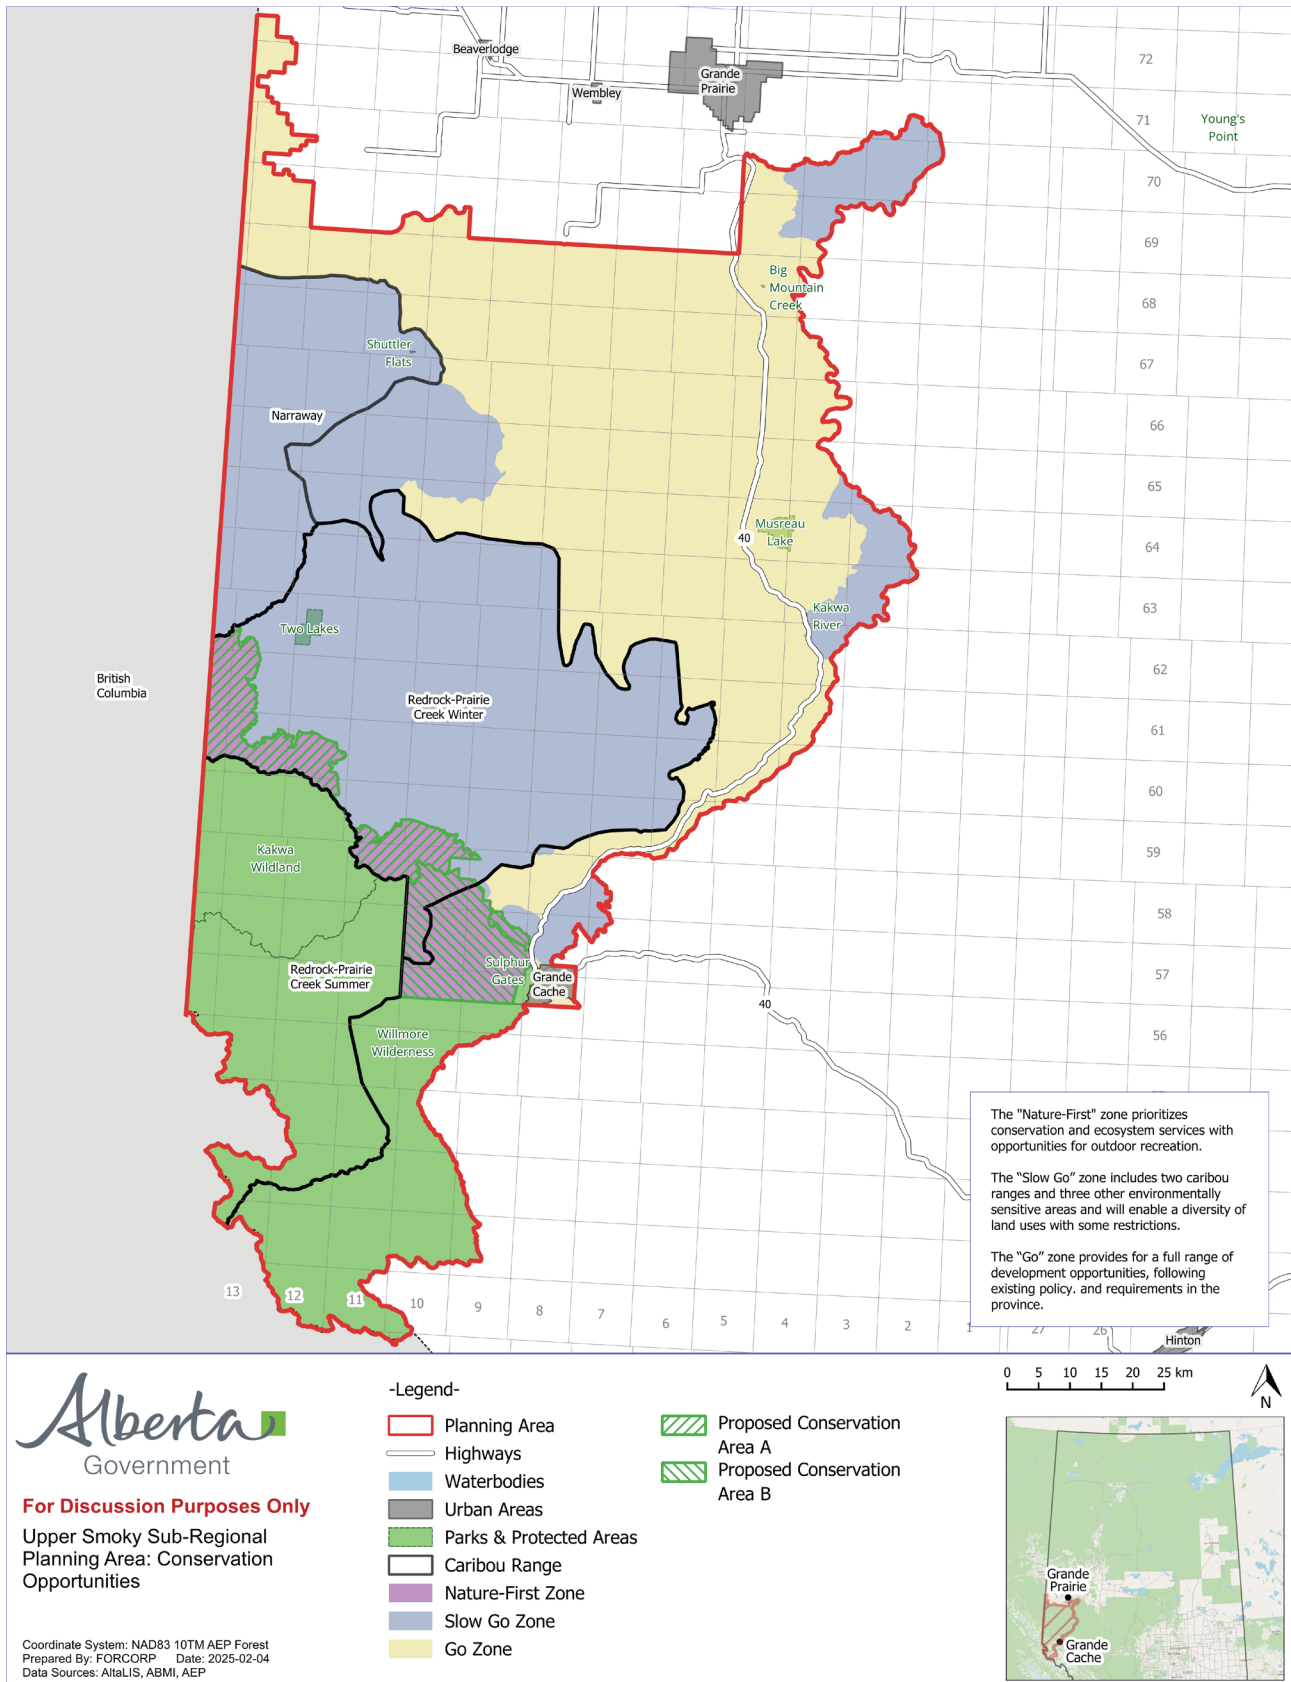 Beaverlodge
Wembley
Grande
Prairie
72
71
Young's
Point
70
69
Big
Mountain
Creek
68
Shuttler
Flats
67
Narraway
66
65
Musreau
Lake
40
64
Kakwa
River
63
Two Lakes
British
Columbia
62
Redrock-Prairie
Creek Winter
61
60
Kakwa
Wildland
59
58
Sulphur
Gates
Redrock-Prairie
Creek Summer
Grande
Cache
57
40
Willmore
Wilderness
56
The "Nature-First" zone prioritizes
conservation and ecosystem services with
opportunities for outdoor recreation.
The “Slow Go” zone includes two caribou
ranges and three other environmentally
sensitive areas and will enable a diversity of
land uses with some restrictions.
The “Go” zone provides for a full range of
development opportunities, following
existing policy. and requirements in the
province.
13 12 11 10 9 8 7 6 5 4 3 2 1 27 26
Hinton
Alberta
Government
For Discussion Purposes Only
Upper Smoky Sub-Regional
Planning Area: Conservation
Opportunities
Coordinate System: NAD83 10TM AEP Forest
Prepared By: FORCORP Date: 2025-02-04
Data Sources: AltaLIS, ABMI, AEP
-Legend-
Planning Area
Highways
Waterbodies
Urban Areas
Parks & Protected Areas
Caribou Range
Nature-First Zone
Slow Go Zone
Go Zone
Proposed Conservation
Area A
Proposed Conservation
Area B
0 5 10 15 20 25 km
N
Grande
Prairie
Grande
Cache